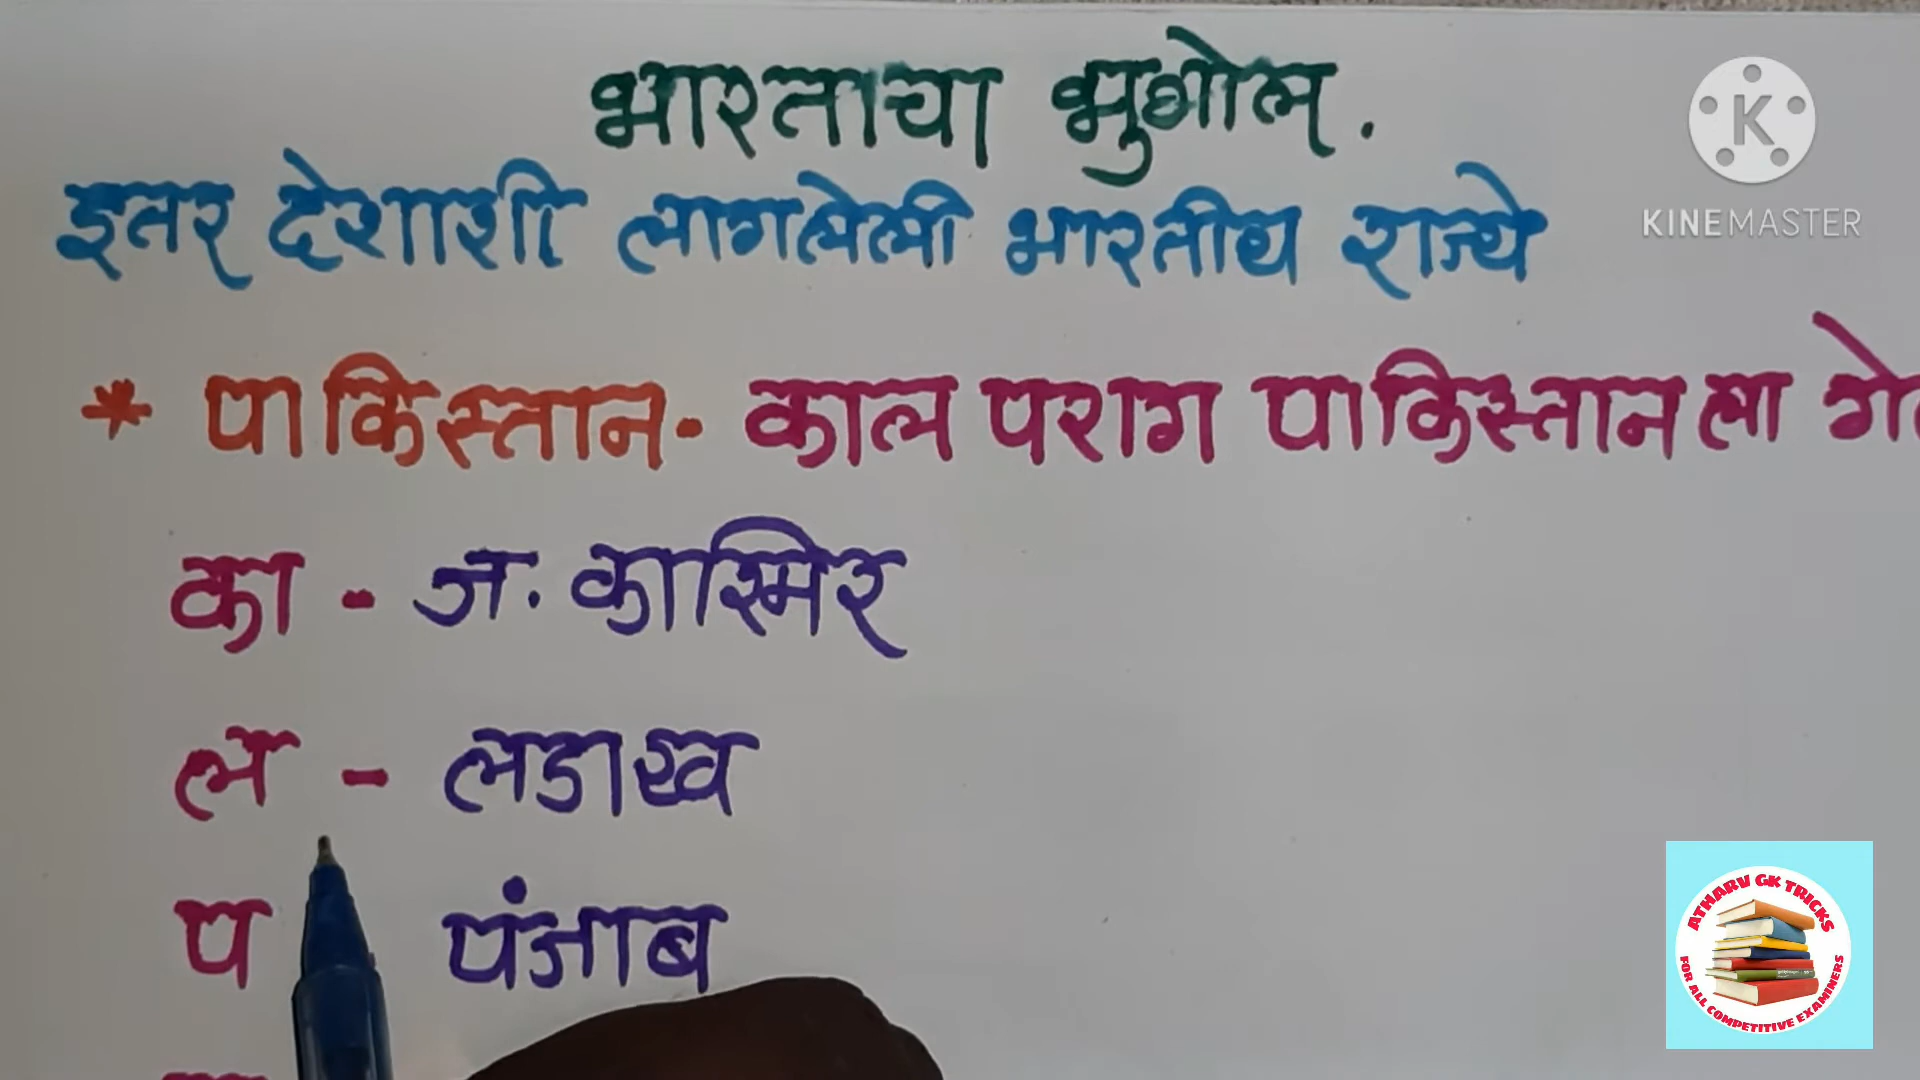 भारताचा भुगोल.
इतर देशाशी लागलेली भारतीय राज्ये
* पाकिस्तान- काल पराग पाकिस्तानला
का - ज. काश्मिर
ल - लडाख
प पंजाब
K
KINEMASTER
ATHARV GK TRICKS
FOR ALL COMPETITIVE EXAMINERS